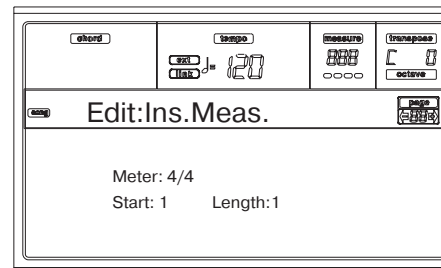 chord tempo measure transpose
ext
link ♩= 120 C 0
octave
song Edit:Ins.Meas. page
Meter: 4/4
Start: 1 Length:1